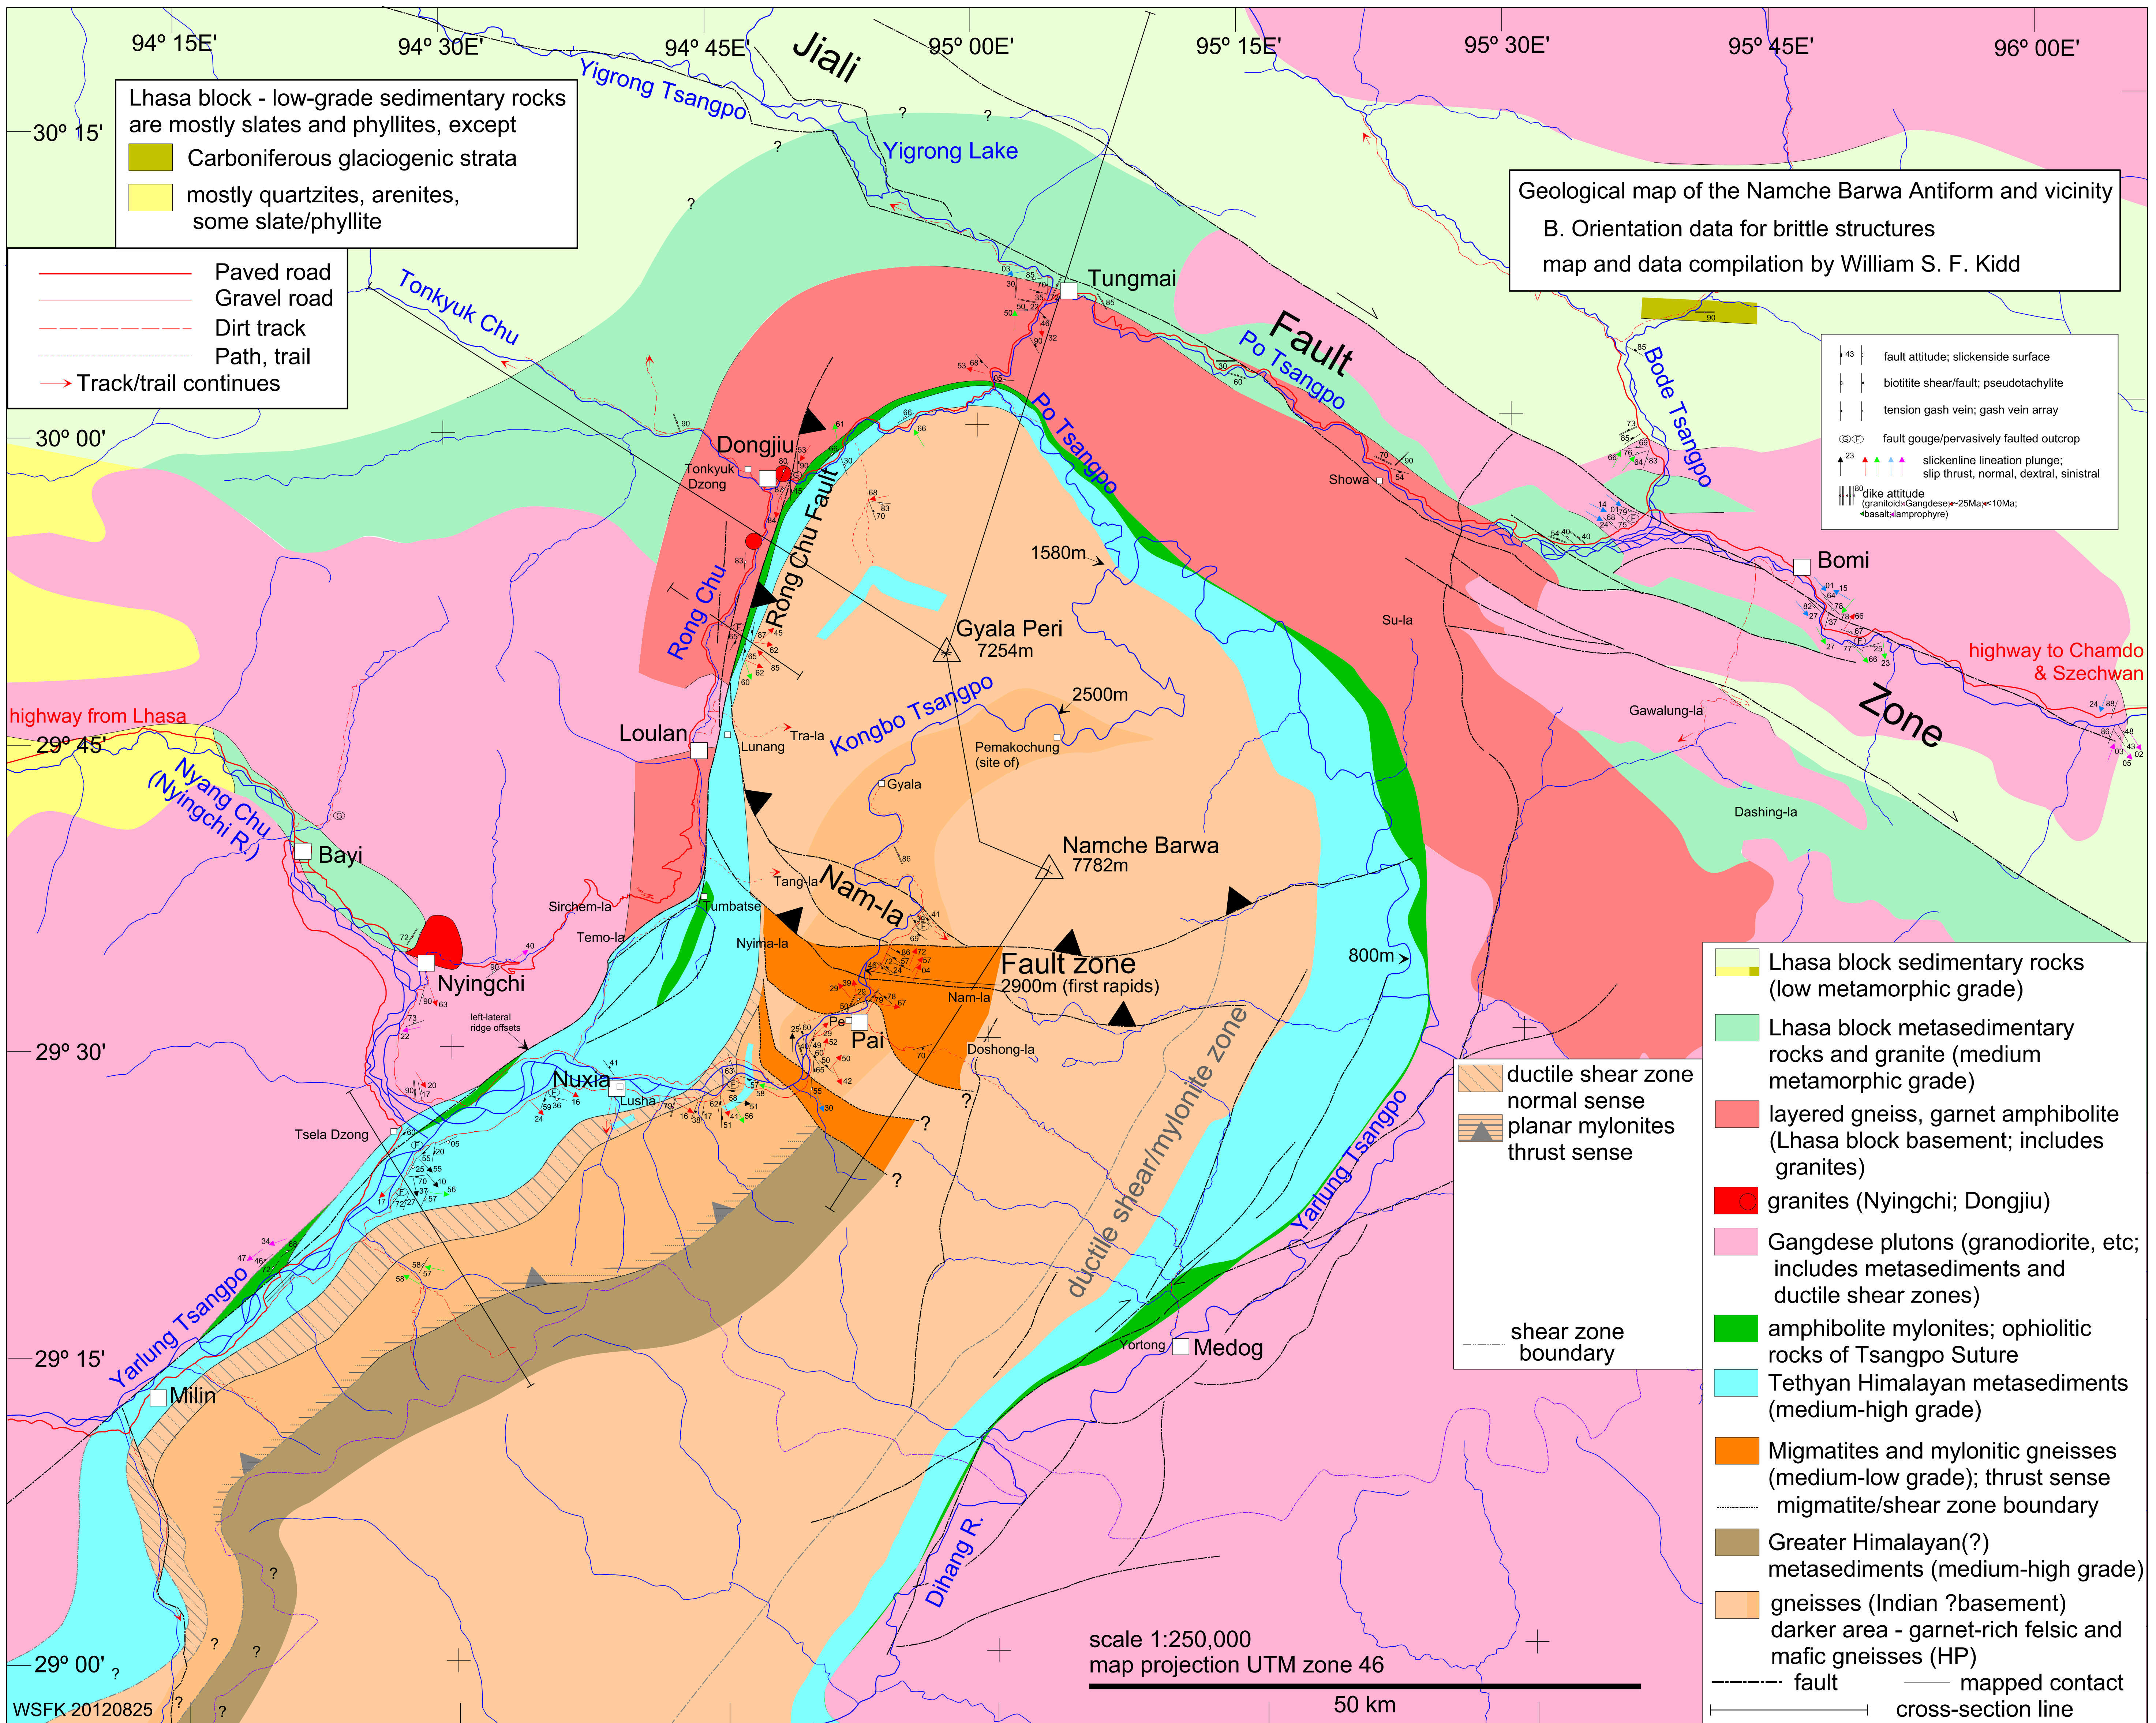 94º 15E'
94º 30E'
94º 45E'
95º 00E'
95º 15E'
95º 30E'
95º 45E'
96º 00E'
30º 15'
30º 00'
29º 45'
29º 30'
29º 15'
29º 00'
Lhasa block - low-grade sedimentary rocks
are mostly slates and phyllites, except
Carboniferous glaciogenic strata
mostly quartzites, arenites,
some slate/phyllite
Paved road
Gravel road
Dirt track
Path, trail
Track/trail continues
Geological map of the Namche Barwa Antiform and vicinity
B. Orientation data for brittle structures
map and data compilation by William S. F. Kidd
43 fault attitude; slickenside surface
biotitite shear/fault; pseudotachylite
tension gash vein; gash vein array
G F fault gouge/pervasively faulted outcrop
23 slickenline lineation plunge;
slip thrust, normal, dextral, sinistral
80 dike attitude
(granitoid: Gangdese; ~25Ma; <10Ma;
basalt; lamprophyre)
Jiali
Fault
Zone
Yigrong Tsangpo
Yigrong Lake
Tonkyuk Chu
Tungmai
Po Tsangpo
Po Tsangpo
Bode Tsangpo
Dongjiu
Tonkyuk
Dzong
Rong Chu Fault
Rong Chu
Showa
Bomi
1580m
Su-la
Gyala Peri
7254m
highway to Chamdo
& Szechwan
2500m
Kongbo Tsangpo
Gawalung-la
highway from Lhasa
Loulan
Lunang
Tra-la
Pemakochung
(site of)
Gyala
Dashing-la
Nyang Chu
(Nyingchi R.)
Bayi
Namche Barwa
7782m
Tang-la
Nam-la
Fault zone
2900m (first rapids)
Sirchem-la
Tumbatse
Temo-la
Nyima-la
800m
Nyingchi
Nam-la
left-lateral
ridge offsets
Pe
Pai
Doshong-la
Nuxia
Lusha
Tsela Dzong
ductile shear/mylonite zone
Yarlung Tsangpo
Yarlung Tsangpo
Milin
Yortong
Medog
Dihang R.
ductile shear zone
normal sense
planar mylonites
thrust sense
shear zone
boundary
Lhasa block sedimentary rocks
(low metamorphic grade)
Lhasa block metasedimentary
rocks and granite (medium
metamorphic grade)
layered gneiss, garnet amphibolite
(Lhasa block basement; includes
granites)
granites (Nyingchi; Dongjiu)
Gangdese plutons (granodiorite, etc;
includes metasediments and
ductile shear zones)
amphibolite mylonites; ophiolitic
rocks of Tsangpo Suture
Tethyan Himalayan metasediments
(medium-high grade)
Migmatites and mylonitic gneisses
(medium-low grade); thrust sense
migmatite/shear zone boundary
Greater Himalayan(?)
metasediments (medium-high grade)
gneisses (Indian ?basement)
darker area - garnet-rich felsic and
mafic gneisses (HP)
fault
mapped contact
cross-section line
scale 1:250,000
map projection UTM zone 46
50 km
WSFK 20120825